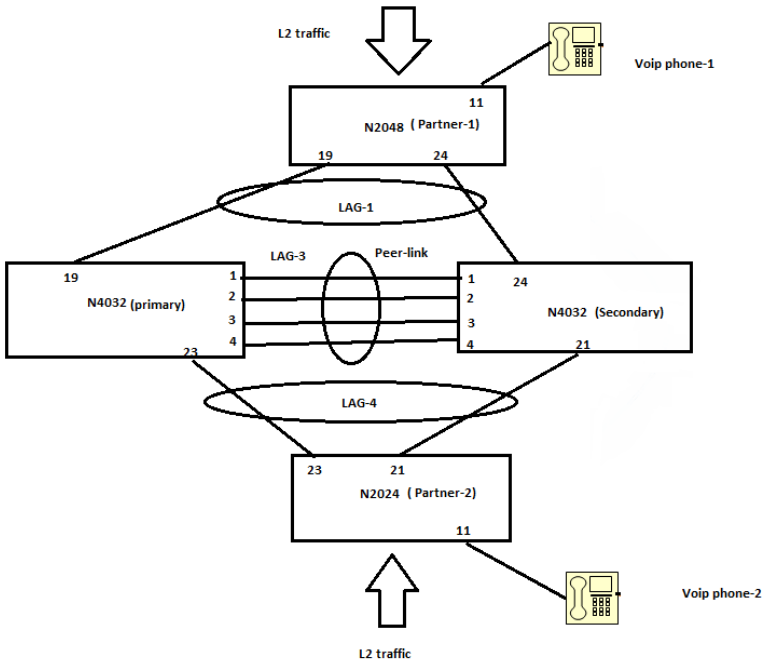 L2 traffic
Voip phone-1
11
N2048 ( Partner-1)
19 24
LAG-1
LAG-3 Peer-link
19
1
2
3
4
N4032 (primary)
23
1
2
3
4
24
N4032 (Secondary)
21
LAG-4
23 21
N2024 ( Partner-2)
11
Voip phone-2
L2 traffic